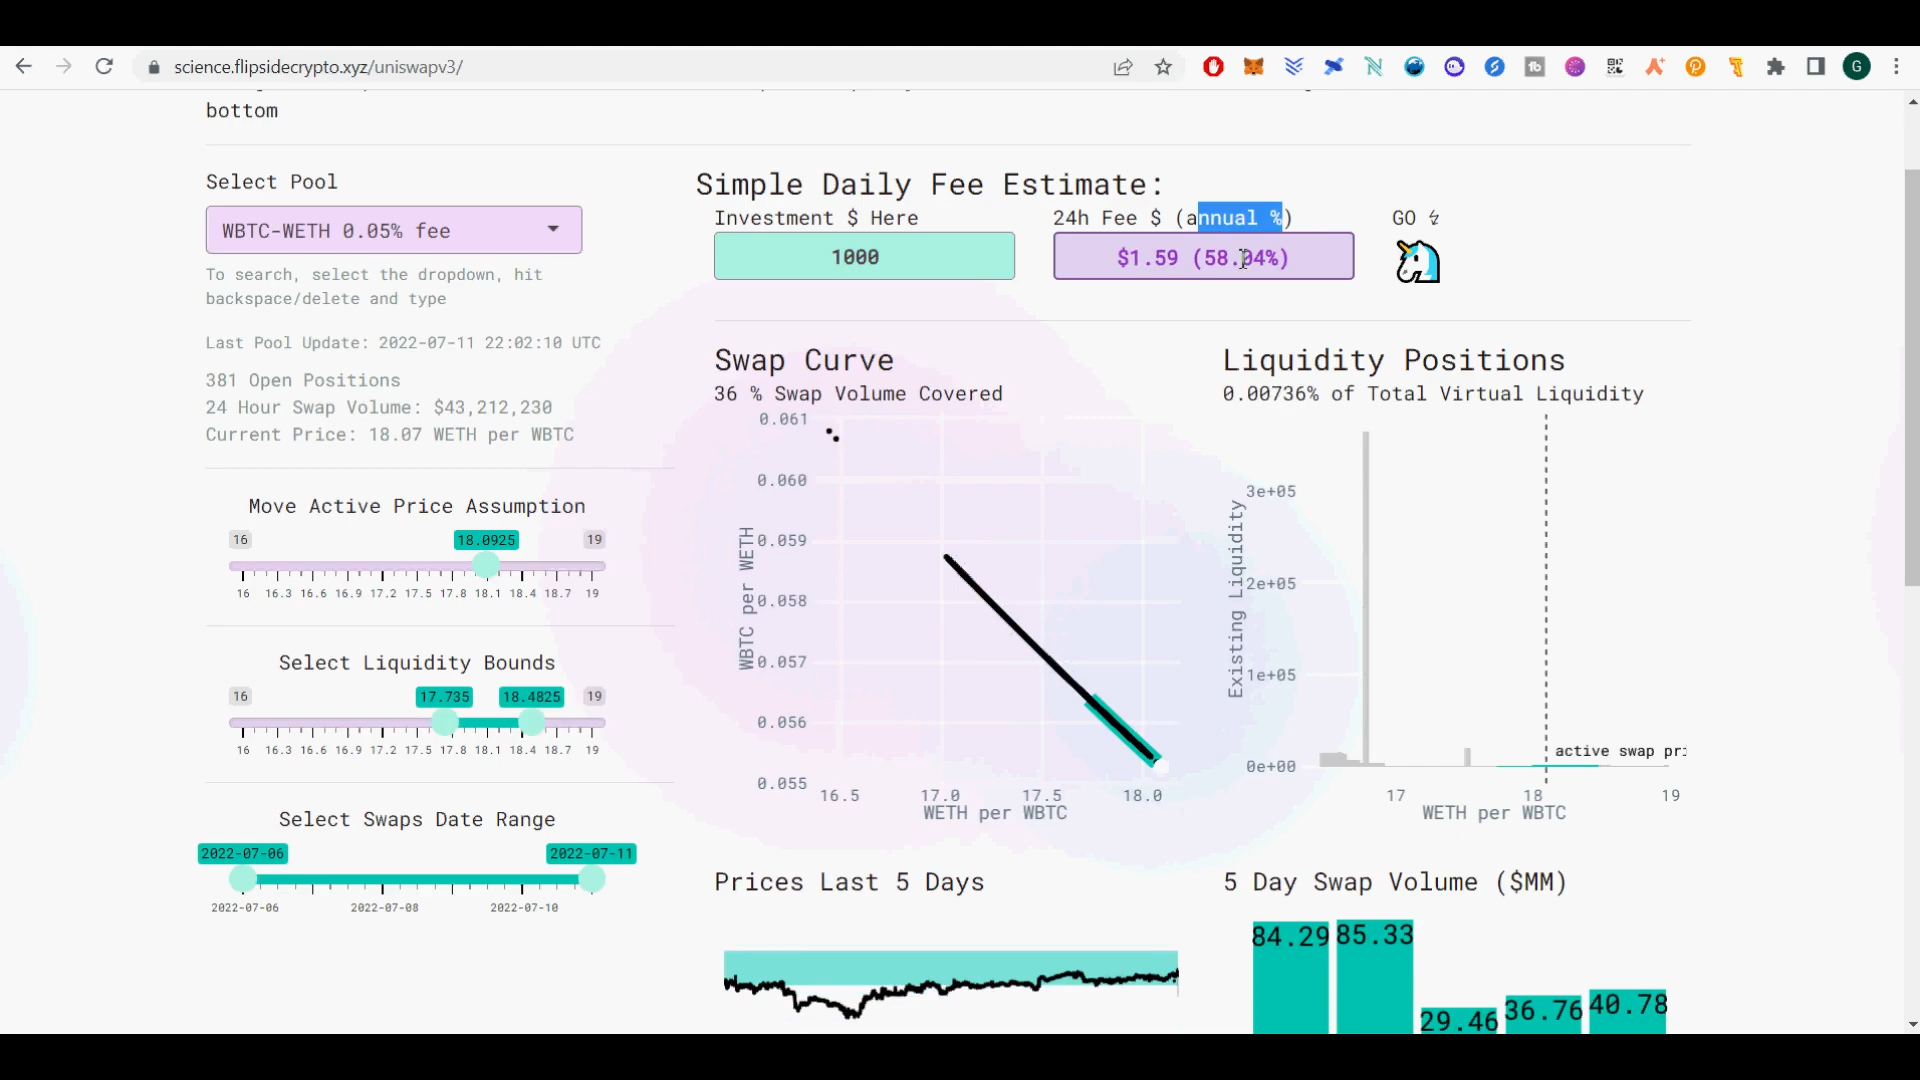 science.flipsidecrypto.xyz/uniswapv3/
G
bottom
Select Pool
WBTC-WETH 0.05% fee
To search, select the dropdown, hit
backspace/delete and type
Last Pool Update: 2022-07-11 22:02:10 UTC
381 Open Positions
24 Hour Swap Volume: $43,212,230
Current Price: 18.07 WETH per WBTC
Move Active Price Assumption
16 18.0925 19
16 16.3 16.6 16.9 17.2 17.5 17.8 18.1 18.4 18.7 19
Select Liquidity Bounds
16 17.735 18.4825 19
16 16.3 16.6 16.9 17.2 17.5 17.8 18.1 18.4 18.7 19
Select Swaps Date Range
2022-07-06 2022-07-11
2022-07-06 2022-07-08 2022-07-10
Simple Daily Fee Estimate:
Investment $ Here
1000
24h Fee $ (annual %)
$1.59 (58.04%)
GO
Swap Curve
36 % Swap Volume Covered
WBTC per WETH
0.061
0.060
0.059
0.058
0.057
0.056
0.055
16.5 17.0 17.5 18.0
WETH per WBTC
Liquidity Positions
0.00736% of Total Virtual Liquidity
Existing Liquidity
3e+05
2e+05
1e+05
0e+00
active swap pri
17 18 19
WETH per WBTC
Prices Last 5 Days
5 Day Swap Volume ($MM)
84.29 85.33 29.46 36.76 40.78